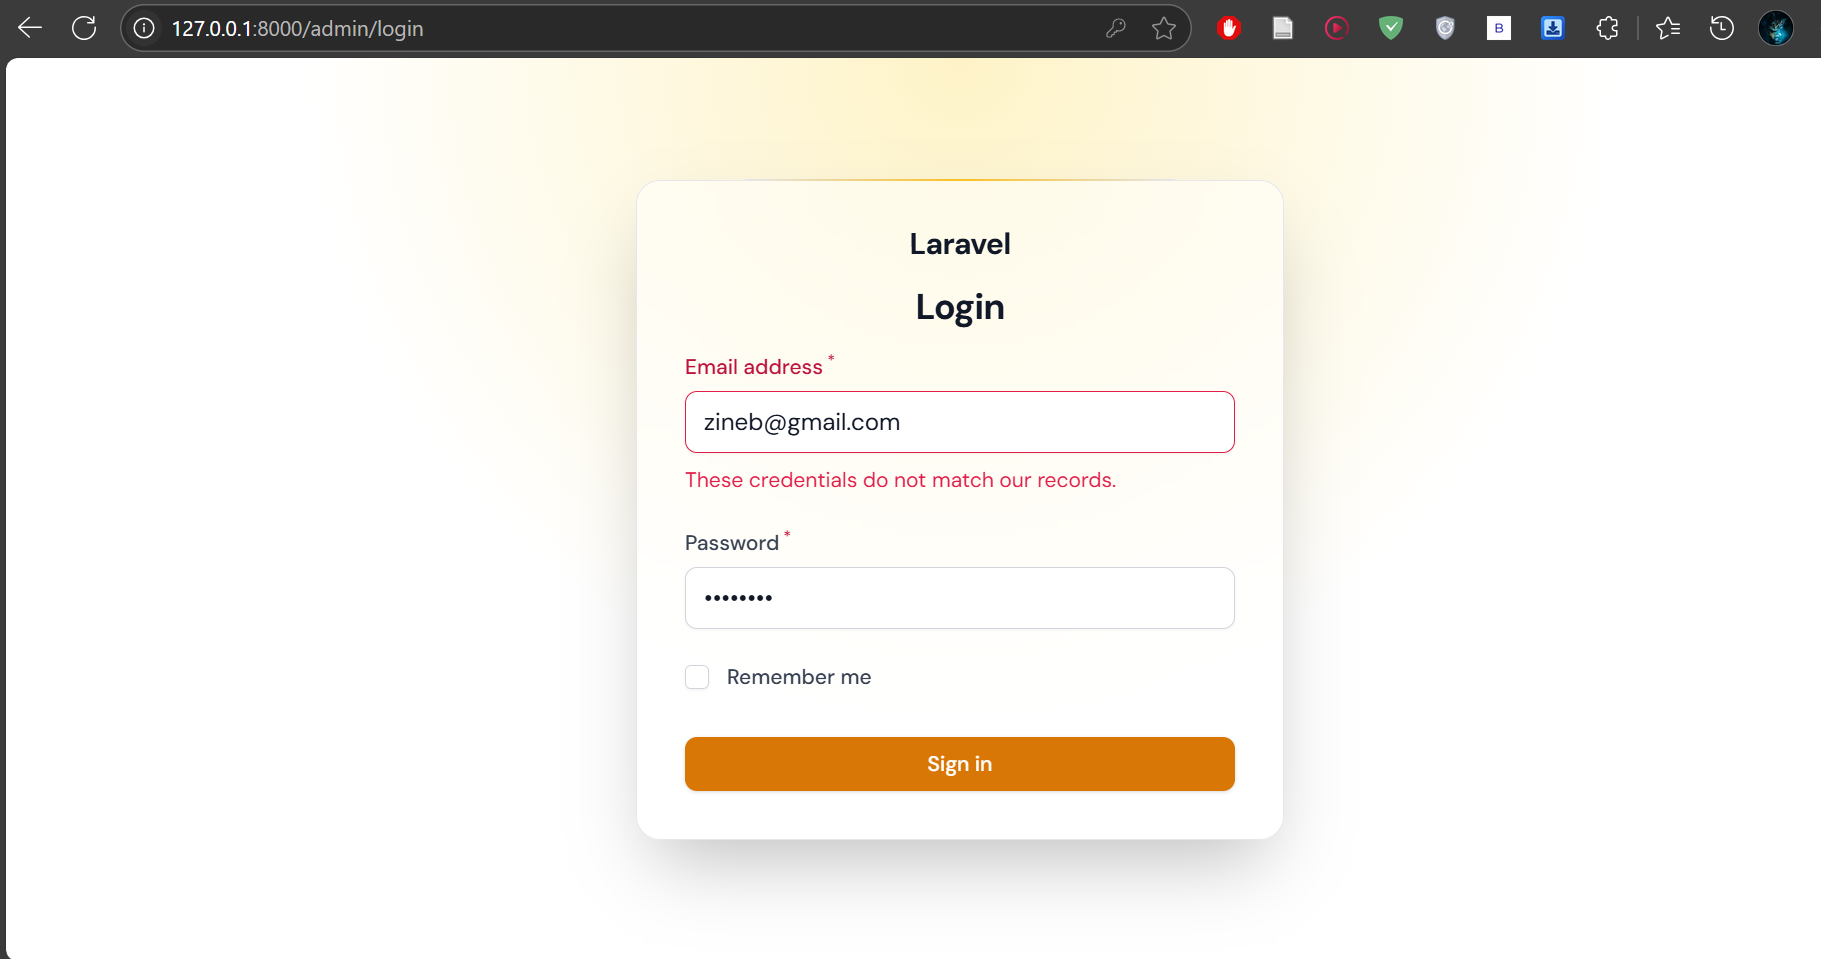 127.0.0.1:8000/admin/login
B
Laravel
Login
Email address *
zineb@gmail.com
These credentials do not match our records.
Password *
Remember me
Sign in